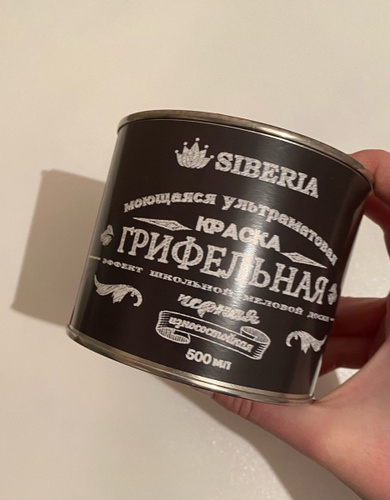 SIBERIA
моющаяся ультраматовая
КРАСКА
ГРИФЕЛЬНАЯ
ЭФФЕКТ ШКОЛЬНОЙ МЕЛОВОЙ ДОСКИ
черная
износостойкая
500 мл